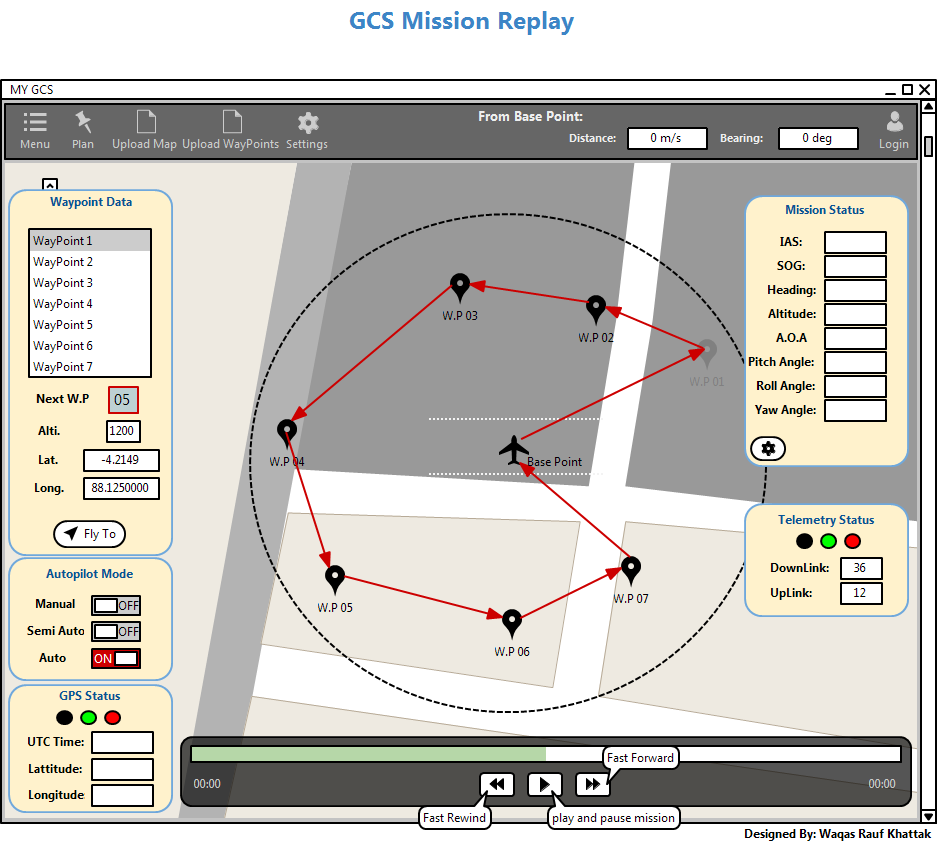 GCS Mission Replay
MY GCS
Menu
Plan
Upload Map
Upload WayPoints
Settings
From Base Point:
Distance:
0 m/s
Bearing:
0 deg
Login
Waypoint Data
WayPoint 1
WayPoint 2
WayPoint 3
WayPoint 4
WayPoint 5
WayPoint 6
WayPoint 7
Next W.P
05
Alti.
1200
Lat.
-4.2149
Long.
88.1250000
Fly To
Autopilot Mode
Manual
OFF
Semi Auto
OFF
Auto
ON
GPS Status
UTC Time:
Lattitude:
Longitude
W.P 03
W.P 02
W.P 01
W.P 04
Base Point
W.P 05
W.P 07
W.P 06
Mission Status
IAS:
SOG:
Heading:
Altitude:
A.O.A
Pitch Angle:
Roll Angle:
Yaw Angle:
Telemetry Status
DownLink:
36
UpLink:
12
Fast Forward
00:00
00:00
Fast Rewind
play and pause mission
Designed By: Waqas Rauf Khattak